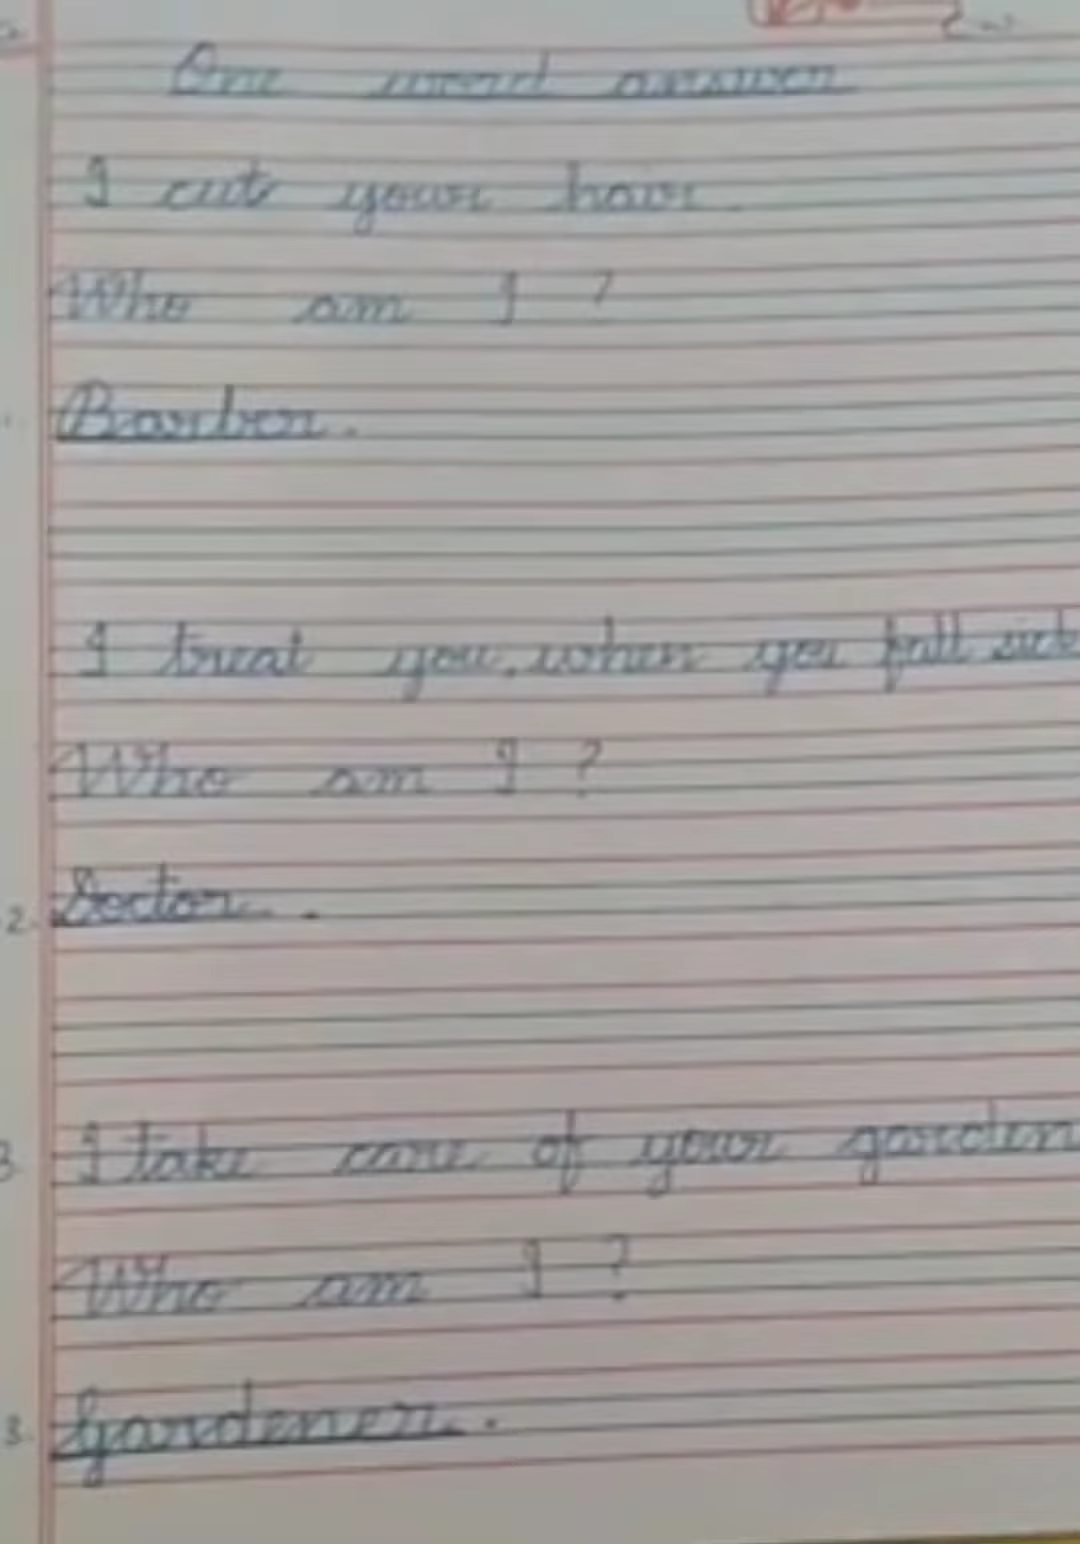 One word answer
I cut your hair.
Who am I ?
1. Barber.
I treat you, when you fall sick
Who am I ?
2. Doctor.
3 I take care of your garden
Who am I ?
3. Gardener.